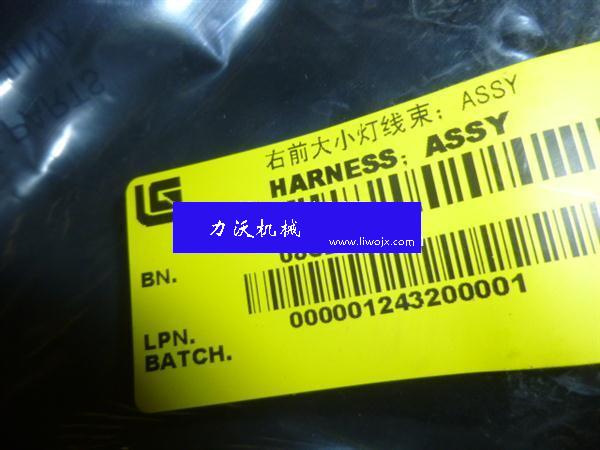 右前大小灯线束；ASSY
HARNESS；ASSY
力沃机械
www.liwojx.com
BN.
000001243200001
LPN.
BATCH.
PARTS